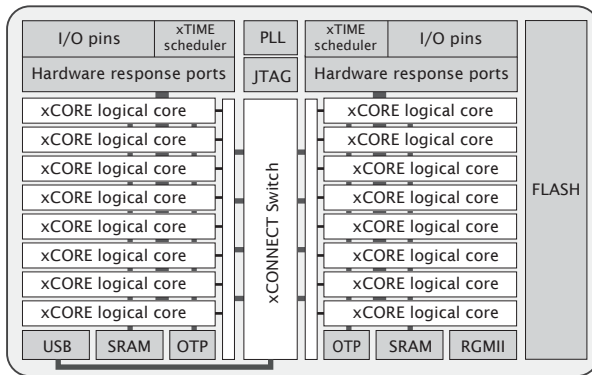 I/O pins
xTIME
scheduler
PLL
xTIME
scheduler
I/O pins
Hardware response ports
JTAG
Hardware response ports
xCORE logical core
xCORE logical core
xCORE logical core
xCORE logical core
xCORE logical core
xCORE logical core
xCORE logical core
xCORE logical core
xCONNECT Switch
xCORE logical core
xCORE logical core
xCORE logical core
xCORE logical core
xCORE logical core
xCORE logical core
xCORE logical core
xCORE logical core
FLASH
USB
SRAM
OTP
OTP
SRAM
RGMII